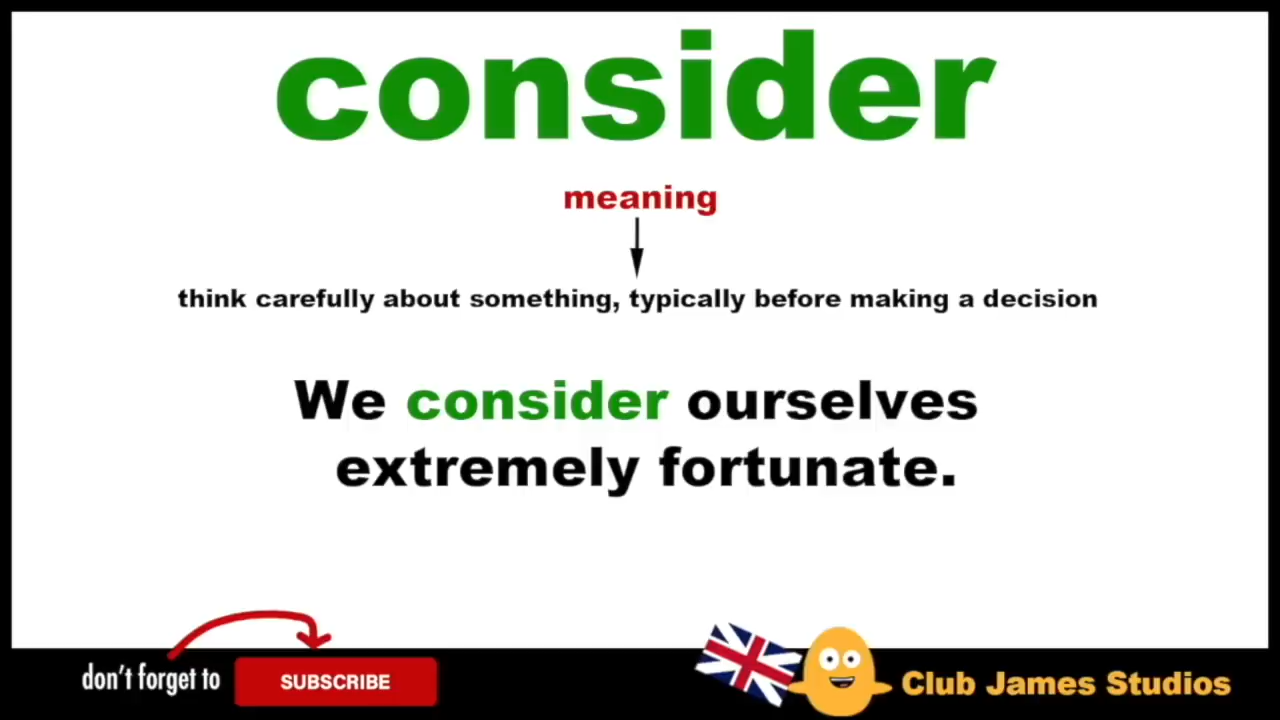 consider
meaning
think carefully about something, typically before making a decision
We consider ourselves
extremely fortunate.
don't forget to SUBSCRIBE
Club James Studios